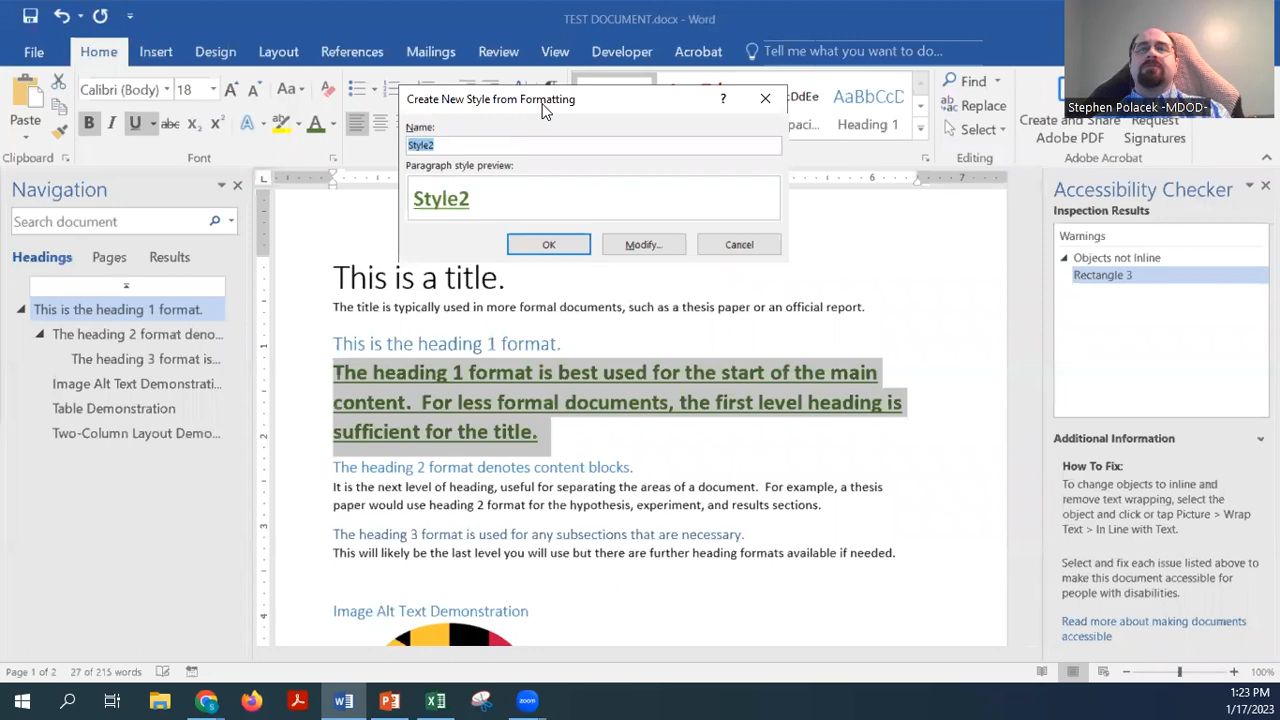 TEST DOCUMENT.docx - Word
File
Home
Insert
Design
Layout
References
Mailings
Review
View
Developer
Acrobat
Tell me what you want to do...
Stephen Polacek -MDOD-
Paste
Clipboard
Calibri (Body)
18
B I U abc x₂ x²
Font
Heading 1
AaBbCcD
Find
Replace
Select
Editing
Create and Share
Adobe PDF
Request
Signatures
Adobe Acrobat
Create New Style from Formatting
Name:
Style2
Paragraph style preview:
Style2
OK
Modify...
Cancel
Navigation
Search document
Headings
Pages
Results
This is the heading 1 format.
The heading 2 format deno...
The heading 3 format is...
Image Alt Text Demonstrati...
Table Demonstration
Two-Column Layout Demo...
This is a title.
The title is typically used in more formal documents, such as a thesis paper or an official report.
This is the heading 1 format.
The heading 1 format is best used for the start of the main
content.  For less formal documents, the first level heading is
sufficient for the title.
The heading 2 format denotes content blocks.
It is the next level of heading, useful for separating the areas of a document.  For example, a thesis
paper would use heading 2 format for the hypothesis, experiment, and results sections.
The heading 3 format is used for any subsections that are necessary.
This will likely be the last level you will use but there are further heading formats available if needed.
Image Alt Text Demonstration
Accessibility Checker
Inspection Results
Warnings
Objects not Inline
Rectangle 3
Additional Information
How To Fix:
To change objects to inline and
remove text wrapping, select the
object and click or tap Picture > Wrap
Text > In Line with Text.
Select and fix each issue listed above to
make this document accessible for
people with disabilities.
Read more about making documents
accessible
Page 1 of 2
27 of 215 words
100%
1:23 PM
1/17/2023